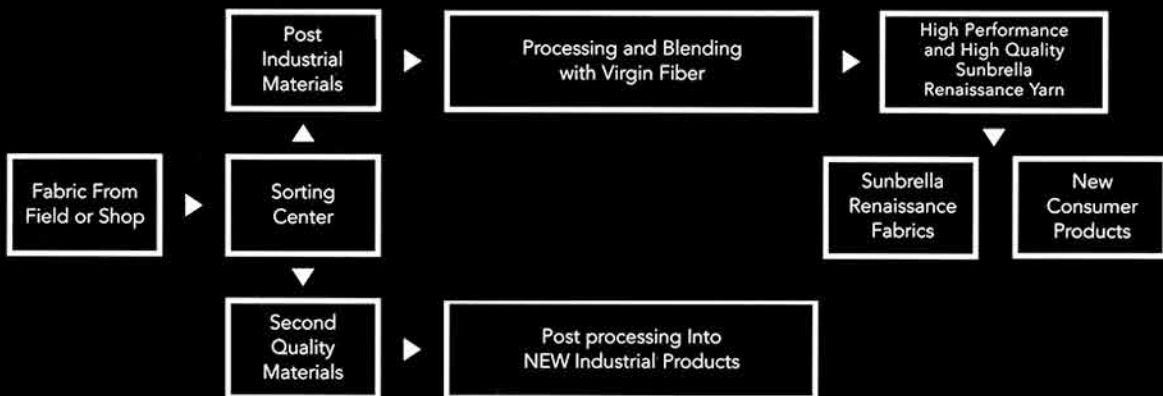 Post
Industrial
Materials
Processing and Blending
with Virgin Fiber
High Performance
and High Quality
Sunbrella
Renaissance Yarn
Fabric From
Field or Shop
Sorting
Center
Sunbrella
Renaissance
Fabrics
New
Consumer
Products
Second
Quality
Materials
Post processing Into
NEW Industrial Products